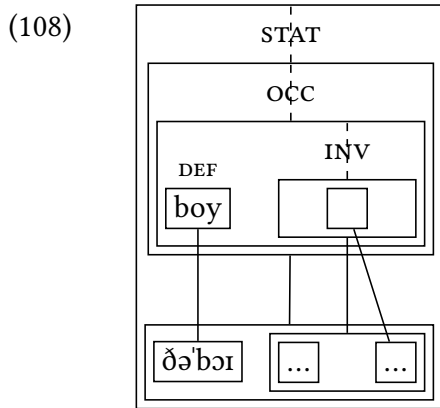 (108)
STAT
OCC
INV
DEF
boy
ðəˈbɔɪ
... ...